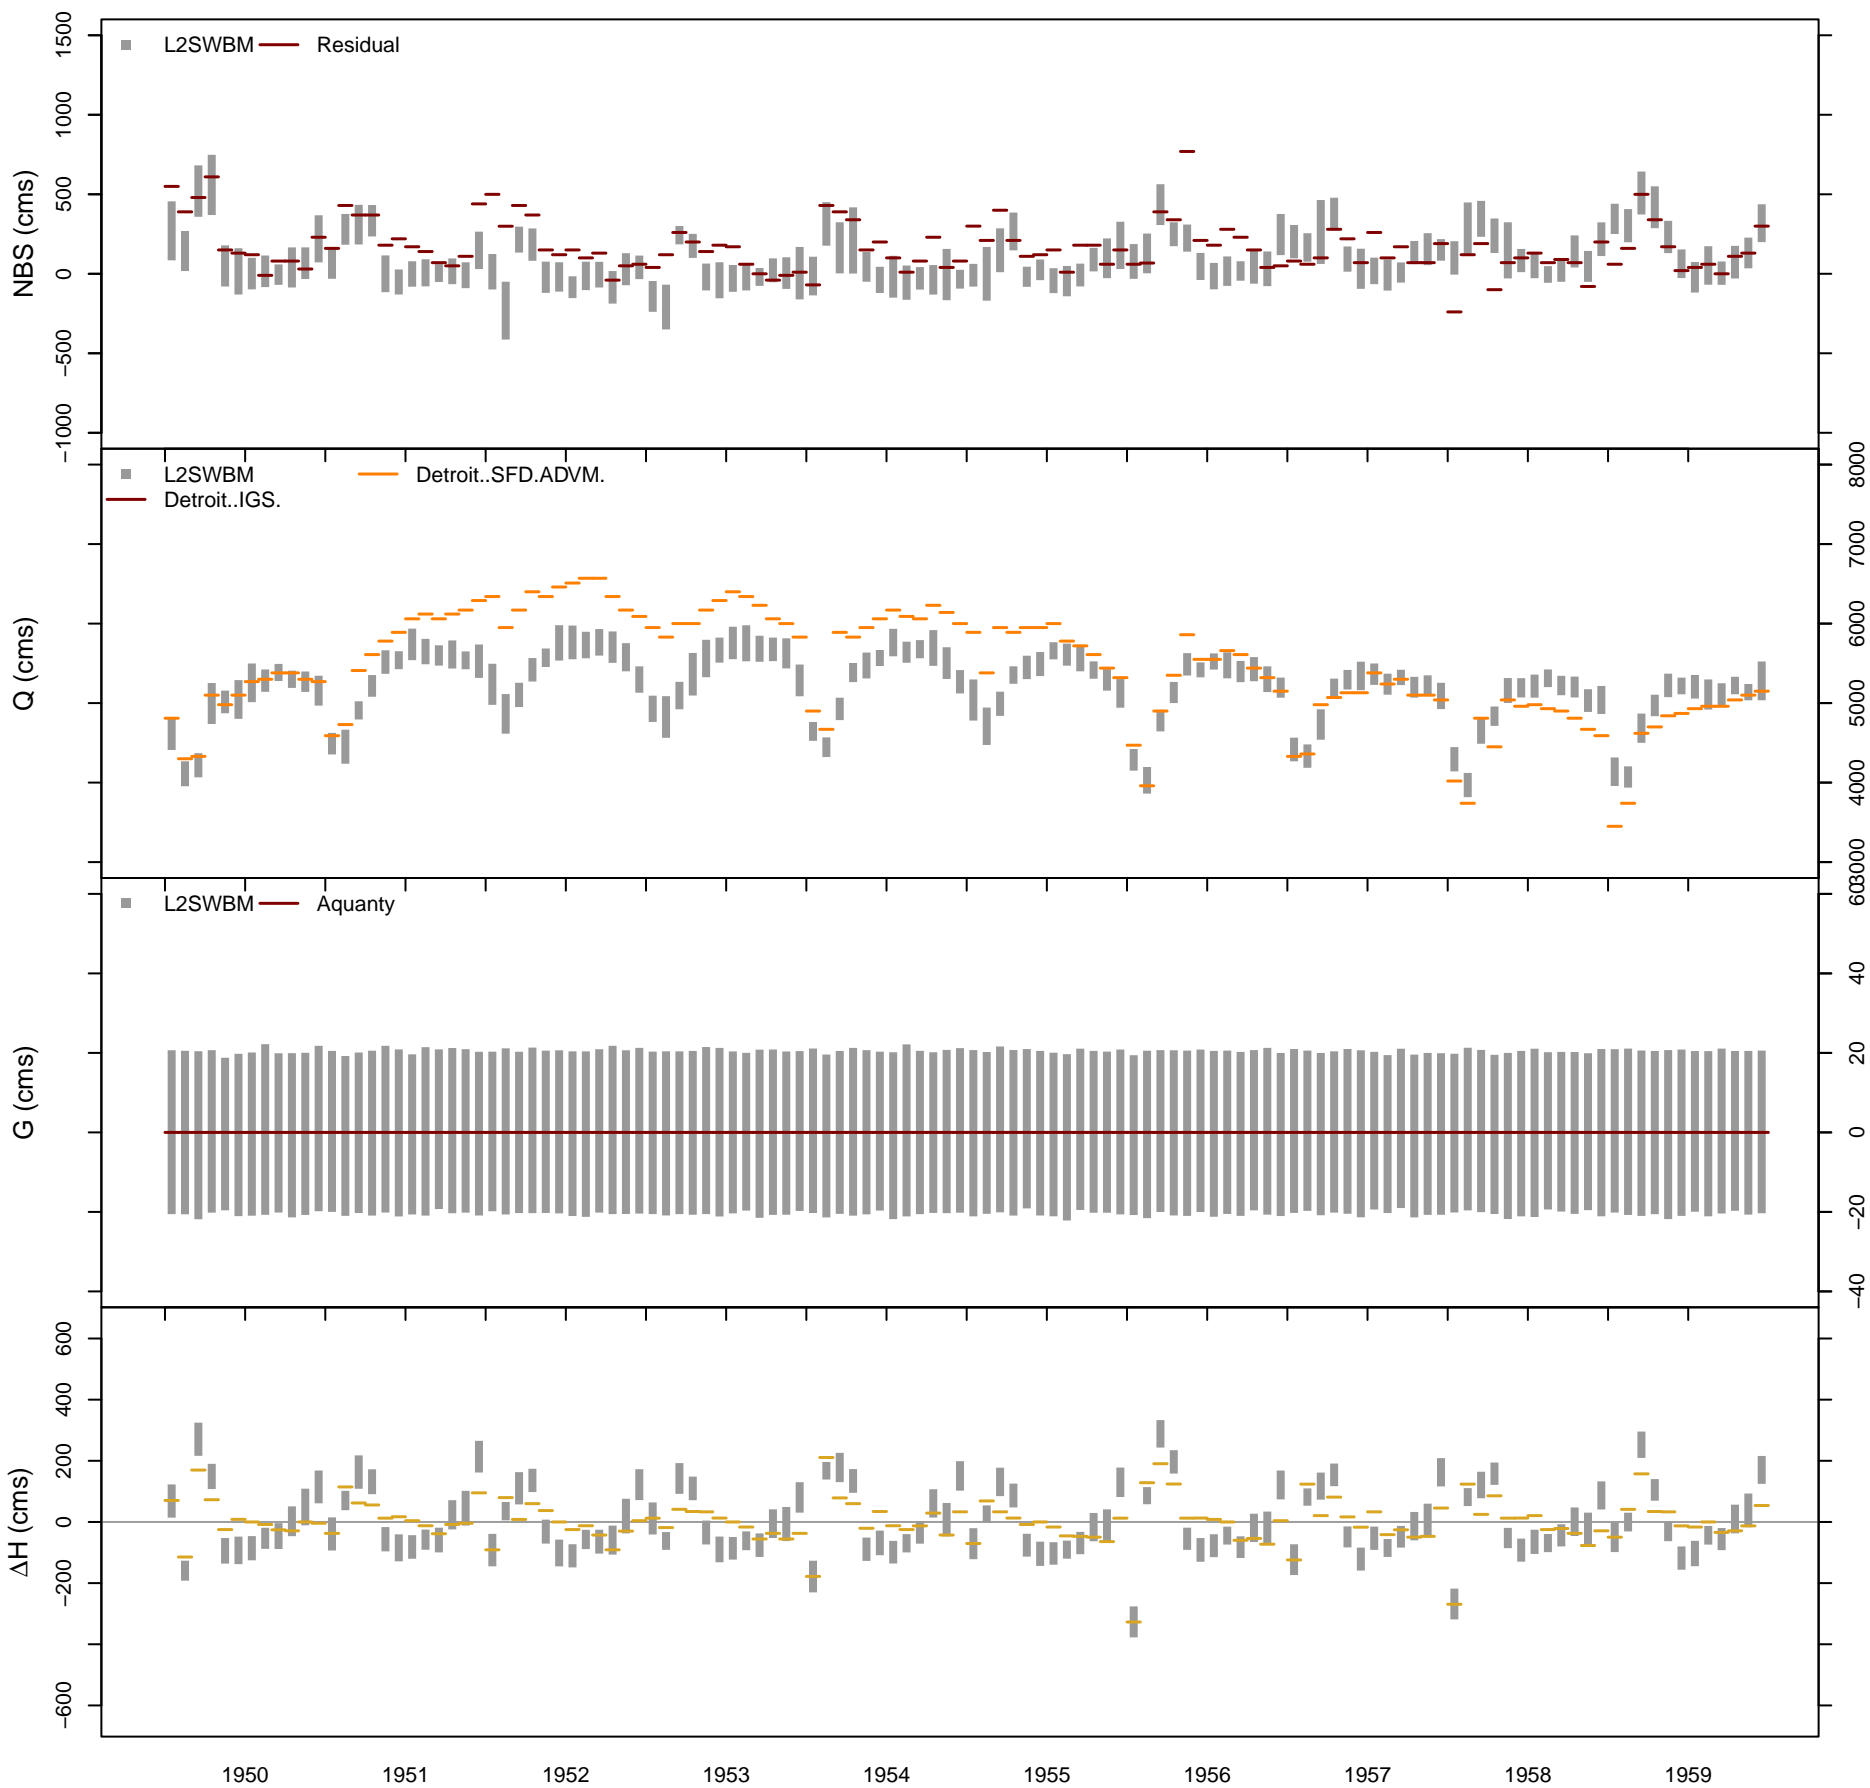 NBS (cms)
1500
1000
500
0
−500
−1000
L2SWBM
Residual
Q (cms)
L2SWBM
Detroit..SFD.ADVM.
Detroit..IGS.
8000
7000
6000
5000
4000
3000
G (cms)
L2SWBM
Aquanty
60
40
20
0
−20
−40
ΔH (cms)
600
400
200
0
−200
−600
1950 1951 1952 1953 1954 1955 1956 1957 1958 1959